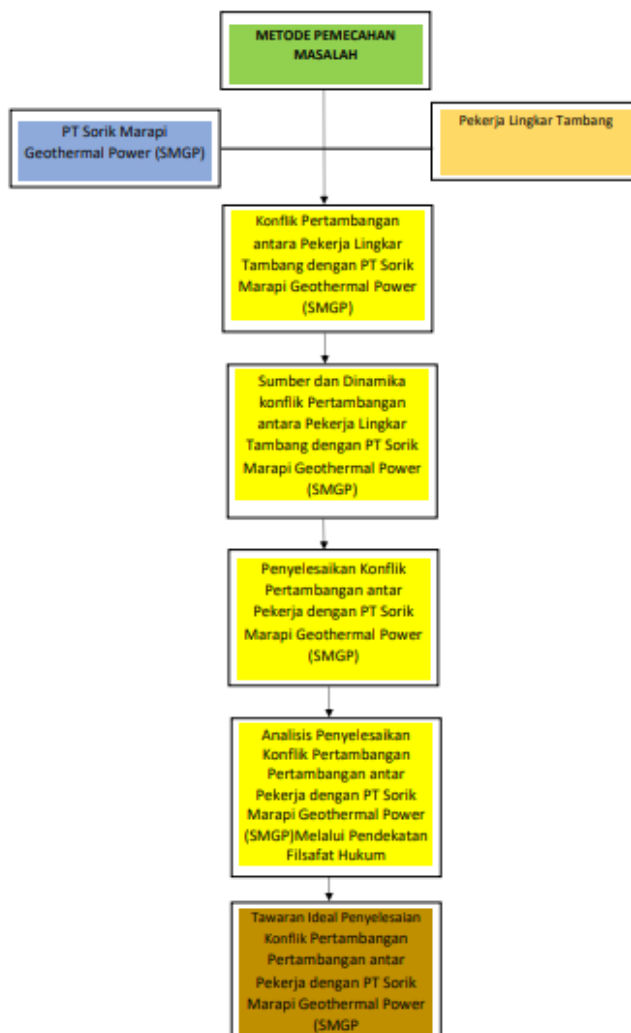 METODE PEMECAHAN
MASALAH
PT Sorik Marapi
Geothermal Power (SMGP)
Pekerja Lingkar Tambang
Konflik Pertambangan
antara Pekerja Lingkar
Tambang dengan PT Sorik
Marapi Geothermal Power
(SMGP)
Sumber dan Dinamika
konflik Pertambangan
antara Pekerja Lingkar
Tambang dengan PT Sorik
Marapi Geothermal Power
(SMGP)
Penyelesaikan Konflik
Pertambangan antar
Pekerja dengan PT Sorik
Marapi Geothermal Power
(SMGP)
Analisis Penyelesaikan
Konflik Pertambangan
Pertambangan antar
Pekerja dengan PT Sorik
Marapi Geothermal Power
(SMGP)Melalui Pendekatan
Filsafat Hukum
Tawaran Ideal Penyelesaian
Konflik Pertambangan
Pertambangan antar
Pekerja dengan PT Sorik
Marapi Geothermal Power
(SMGP